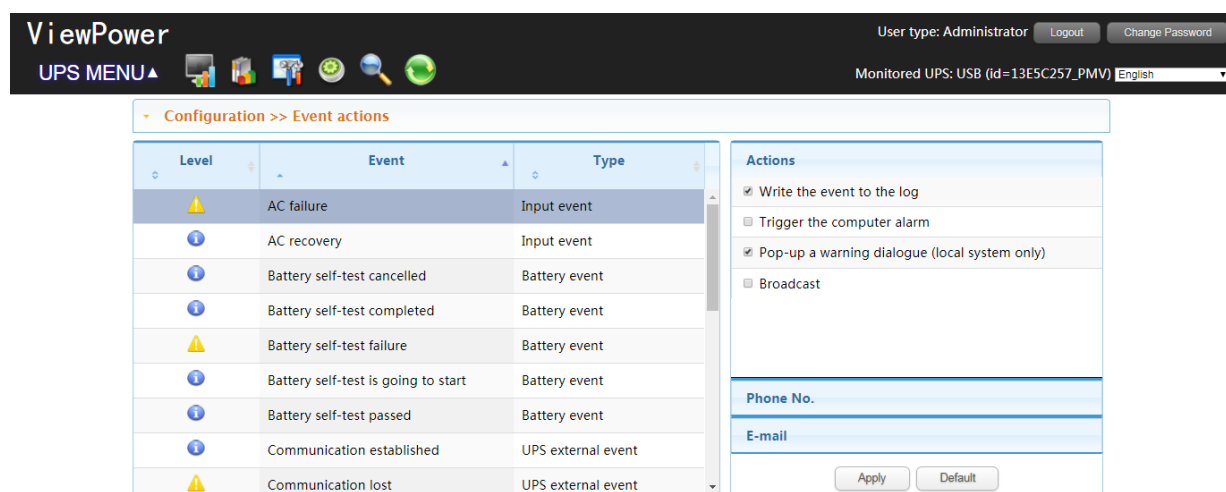 ViewPower
User type: Administrator Logout Change Password
UPS MENU▲
Monitored UPS: USB (id=13E5C257_PMV) English
Configuration >> Event actions
Level Event Type
AC failure Input event
AC recovery Input event
Battery self-test cancelled Battery event
Battery self-test completed Battery event
Battery self-test failure Battery event
Battery self-test is going to start Battery event
Battery self-test passed Battery event
Communication established UPS external event
Communication lost UPS external event
Actions
Write the event to the log
Trigger the computer alarm
Pop-up a warning dialogue (local system only)
Broadcast
Phone No.
E-mail
Apply Default